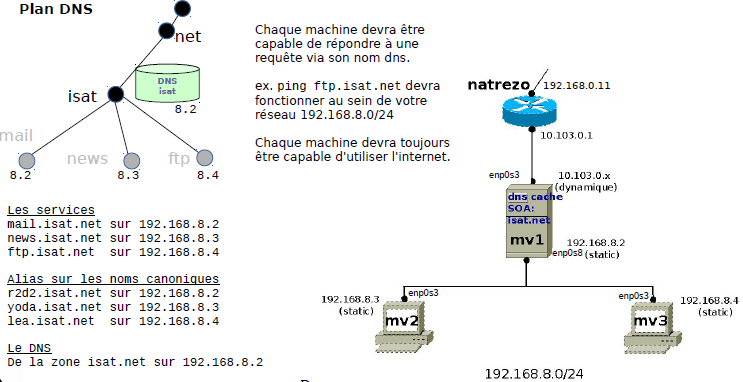 Plan DNS
net
DNS
isat
isat
8.2
mail
news
ftp
8.2
8.3
8.4
Les services
mail.isat.net sur 192.168.8.2
news.isat.net sur 192.168.8.3
ftp.isat.net sur 192.168.8.4
Alias sur les noms canoniques
r2d2.isat.net sur 192.168.8.2
yoda.isat.net sur 192.168.8.3
lea.isat.net sur 192.168.8.4
Le DNS
De la zone isat.net sur 192.168.8.2
Chaque machine devra être
capable de répondre à une
requête via son nom dns.
ex. ping ftp.isat.net devra
fonctionner au sein de votre
réseau 192.168.8.0/24
Chaque machine devra toujours
être capable d'utiliser l'internet.
natrezo
192.168.0.11
10.103.0.1
enp0s3
10.103.0.x
(dynamique)
dns cache
SOA:
isat.net
mv1
192.168.8.2
(static)
enp0s8
192.168.8.3
(static)
enp0s3
mv2
enp0s3
192.168.8.4
(static)
mv3
192.168.8.0/24